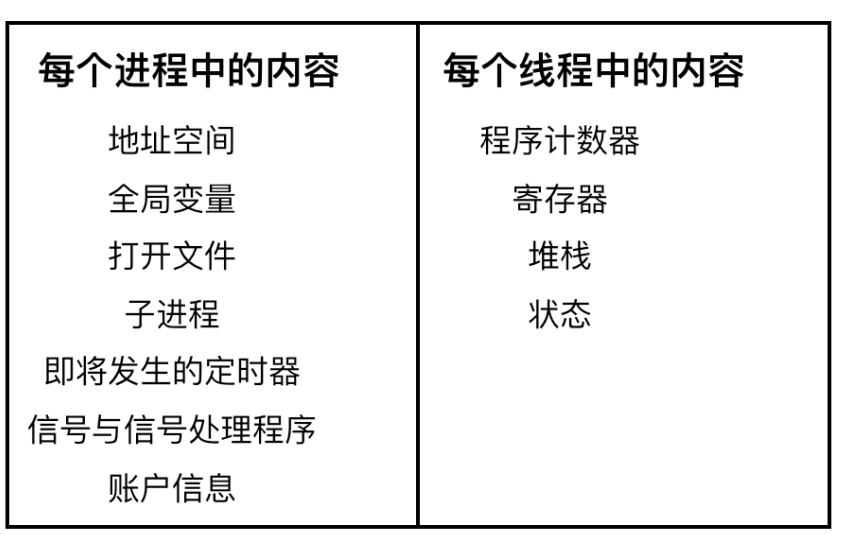 每个进程中的内容
地址空间
全局变量
打开文件
子进程
即将发生的定时器
信号与信号处理程序
账户信息
每个线程中的内容
程序计数器
寄存器
堆栈
状态